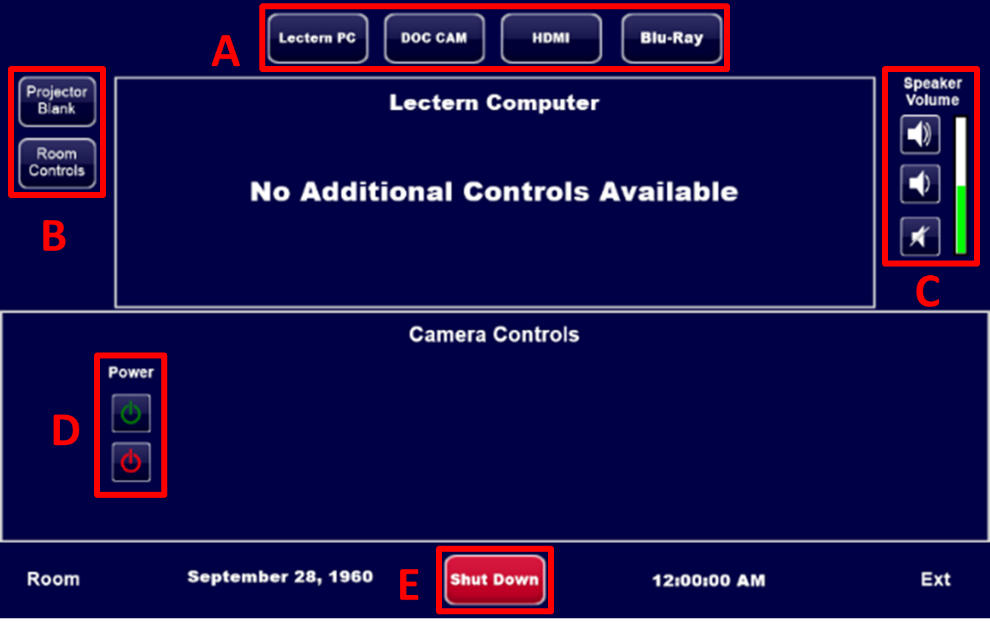 A
Lectern PC
DOC CAM
HDMI
Blu-Ray
Projector
Blank
Room
Controls
B
Lectern Computer
No Additional Controls Available
Speaker
Volume
C
Camera Controls
Power
D
Room
September 28, 1960
E
Shut Down
12:00:00 AM
Ext